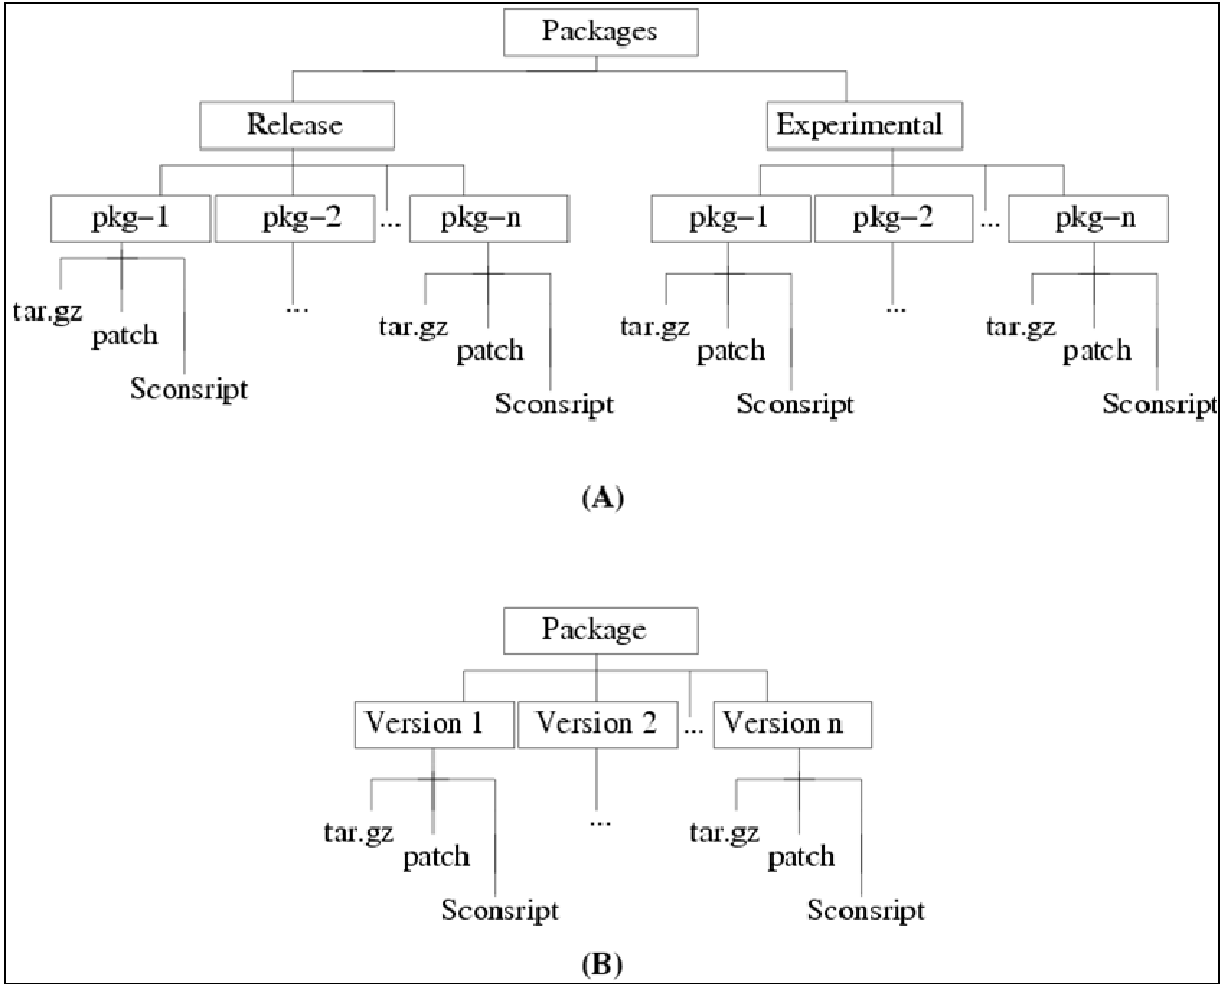 Packages
Release Experimental
pkg−1 pkg−2 ... pkg−n pkg−1 pkg−2 ... pkg−n
tar.gz patch Sconsript ... tar.gz patch Sconsript tar.gz patch Sconsript ... tar.gz patch Sconsript
(A)
Package
Version 1 Version 2 ... Version n
tar.gz patch Sconsript ... tar.gz patch Sconsript
(B)